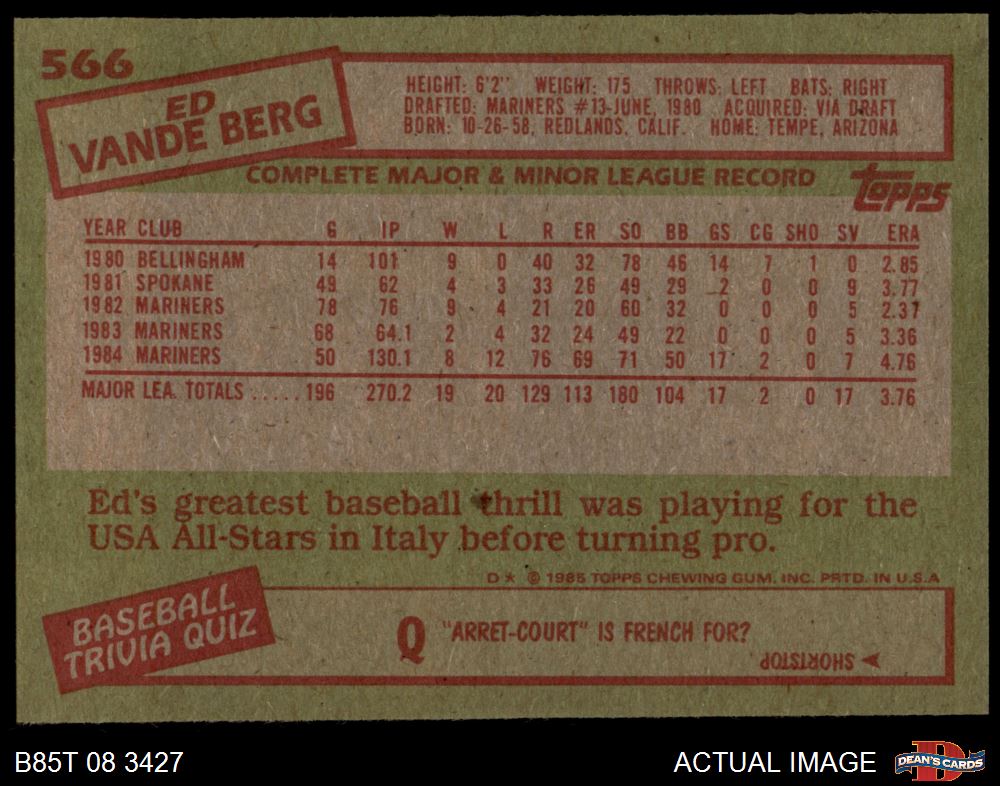 566
ED
VANDE BERG
HEIGHT: 6'2" WEIGHT: 175 THROWS: LEFT BATS: RIGHT
DRAFTED: MARINERS #13-JUNE, 1980 ACQUIRED: VIA DRAFT
BORN: 10-26-58, REDLANDS, CALIF. HOME: TEMPE, ARIZONA
COMPLETE MAJOR & MINOR LEAGUE RECORD
topps
YEAR CLUB G IP W L R ER SO BB GS CG SHO SV ERA
1980 BELLINGHAM 14 101 9 0 40 32 78 46 14 7 1 0 2.85
1981 SPOKANE 49 62 4 3 33 26 49 29 2 0 0 9 3.77
1982 MARINERS 78 76 9 4 21 20 60 32 0 0 0 5 2.37
1983 MARINERS 68 64.1 2 4 32 24 49 22 0 0 0 5 3.36
1984 MARINERS 50 130.1 8 12 76 69 71 50 17 2 0 7 4.76
MAJOR LEA. TOTALS ..... 196 270.2 19 20 129 113 180 104 17 2 0 17 3.76
Ed's greatest baseball thrill was playing for the
USA All-Stars in Italy before turning pro.
D* © 1985 TOPPS CHEWING GUM, INC. PRTD. IN U.S.A
BASEBALL
TRIVIA QUIZ
Q "ARRET-COURT" IS FRENCH FOR?
SHORTSTOP
B85T 08 3427
ACTUAL IMAGE
D
DEAN'S CARDS